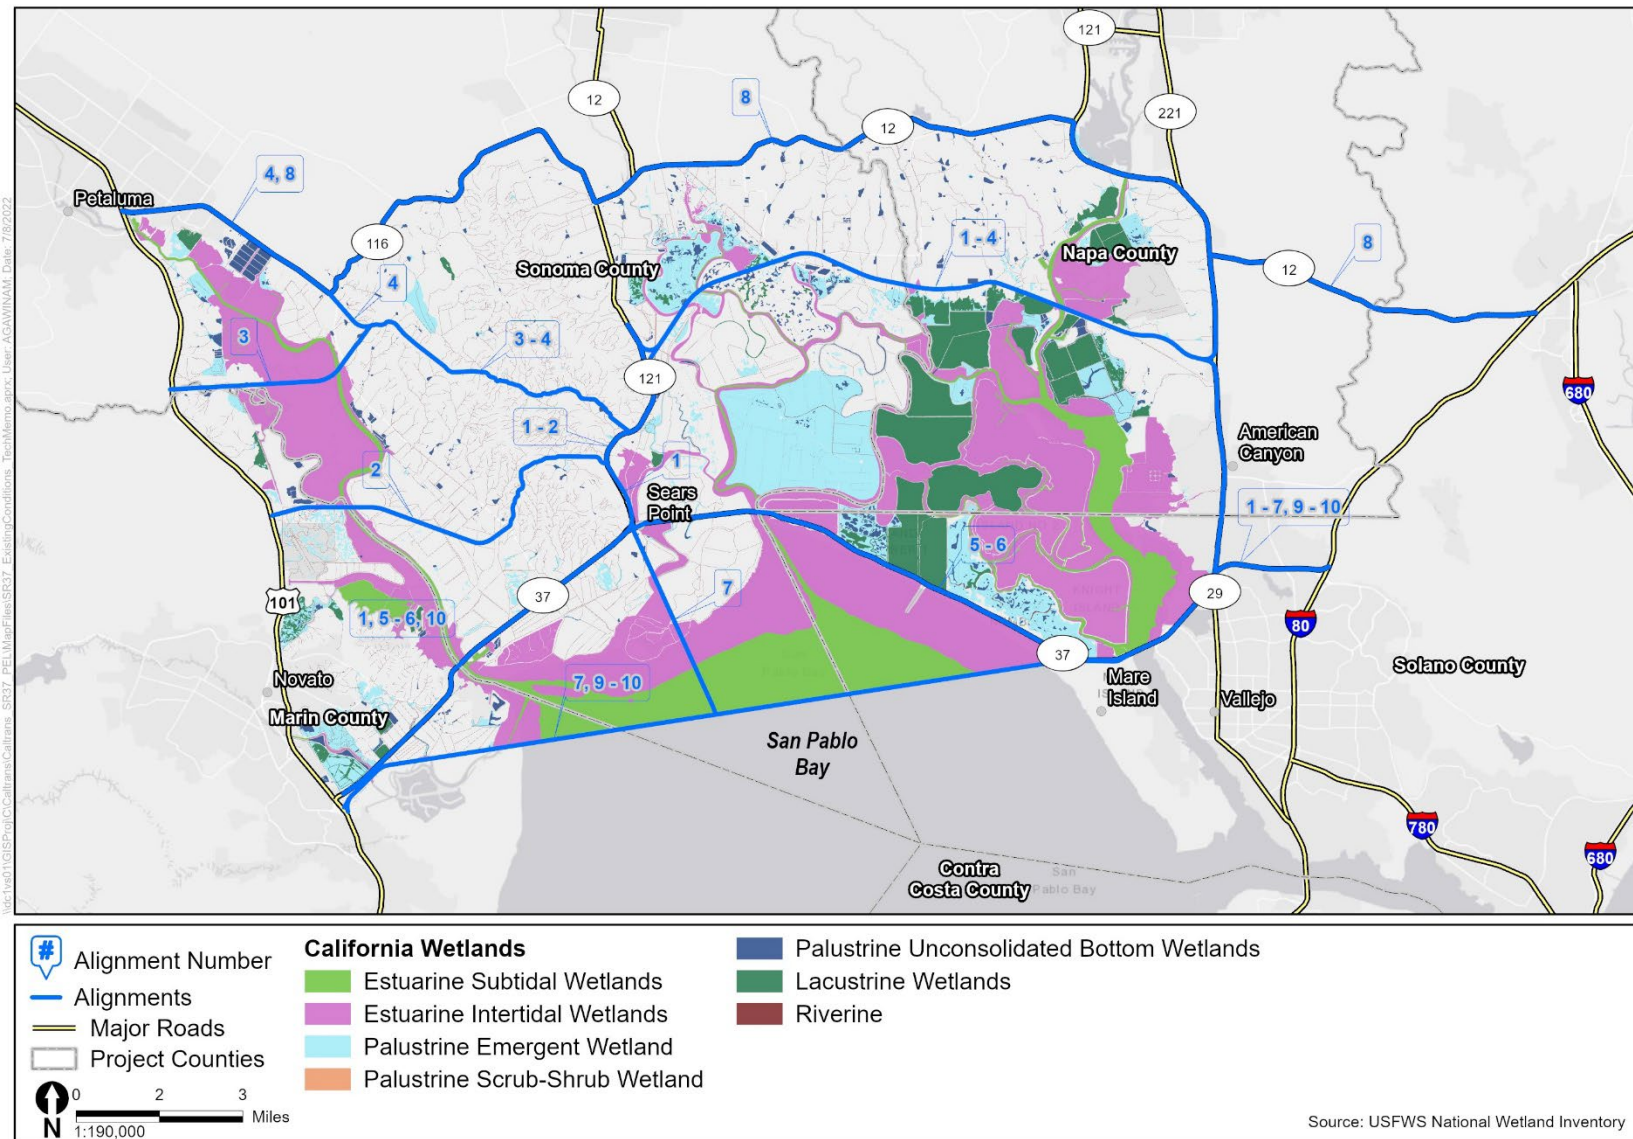 121
12
8
12
221
4, 8
Petaluma
116
1 - 4
8
Sonoma County
Napa County
12
4
3
3 - 4
121
680
1 - 2
American
Canyon
1
2
Sears
Point
1 - 7, 9 - 10
5 - 6
101
37
7
29
1, 5 - 6, 10
80
37
Solano County
Novato
7, 9 - 10
Mare
Island
Vallejo
Marin County
San Pablo
Bay
780
680
Contra
Costa County
San
Pablo Bay
# Alignment Number
Alignments
Major Roads
Project Counties
0 2 3
Miles
N
1:190,000
California Wetlands
Estuarine Subtidal Wetlands
Estuarine Intertidal Wetlands
Palustrine Emergent Wetland
Palustrine Scrub-Shrub Wetland
Palustrine Unconsolidated Bottom Wetlands
Lacustrine Wetlands
Riverine
Source: USFWS National Wetland Inventory